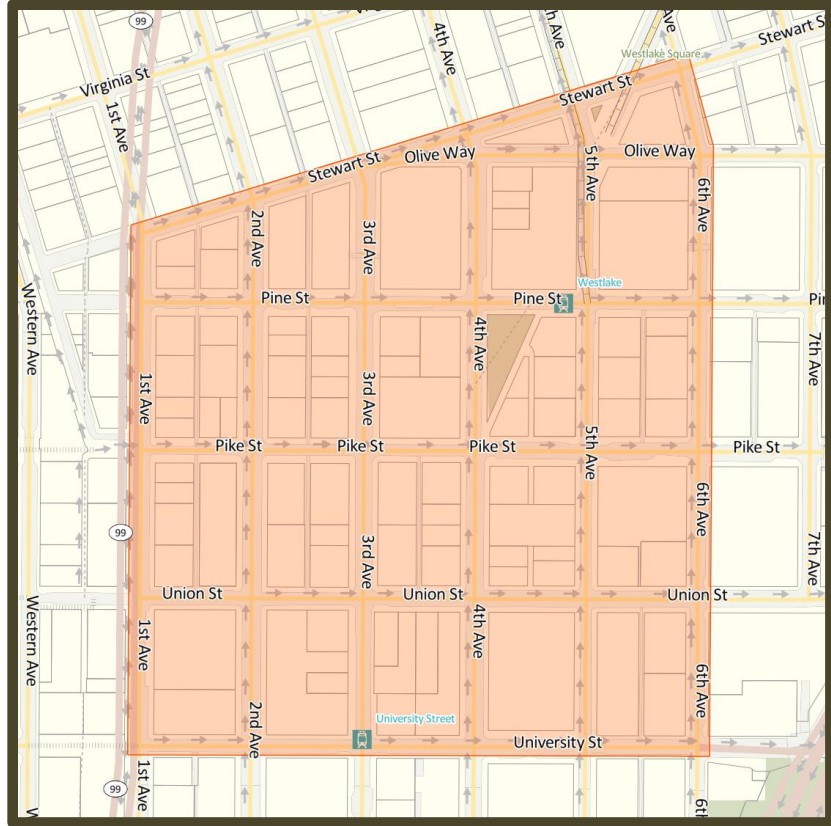 99
Ave
Stewart St
4th Ave
Westlake Square
Virginia St
Stewart St
1st Ave
Olive Way
Olive Way
Stewart St
5th Ave
2nd Ave
3rd Ave
6th Ave
Westlake
Western Ave
Pine St
Pine St
4th Ave
7th Ave
1st Ave
3rd Ave
Pike St
Pike St
Pike St
5th Ave
Pike St
6th Ave
99
3rd Ave
7th Ave
Union St
Union St
Union St
Western Ave
1st Ave
4th Ave
6th Ave
2nd Ave
University Street
University St
1st Ave
99